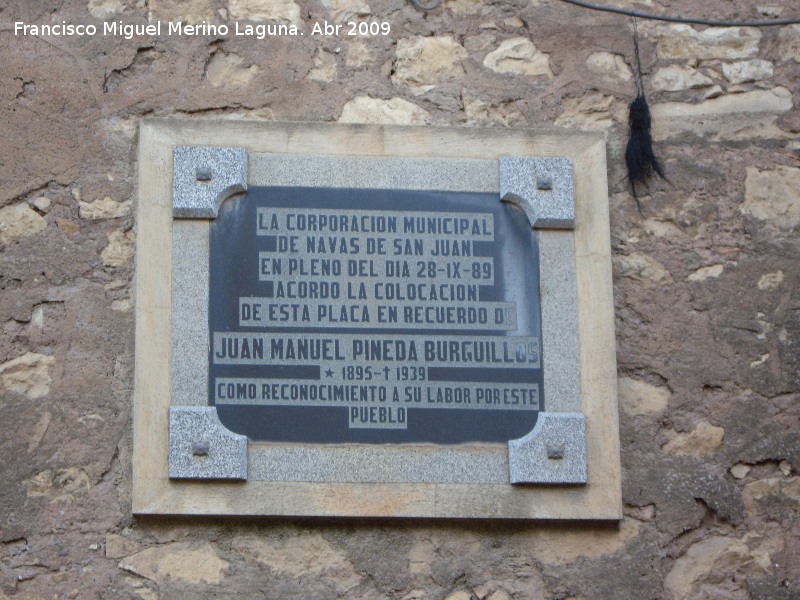 Francisco Miguel Merino Laguna. Abr 2009
LA CORPORACION MUNICIPAL
DE NAVAS DE SAN JUAN
EN PLENO DEL DIA 28-IX-89
ACORDO LA COLOCACION
DE ESTA PLACA EN RECUERDO DE
JUAN MANUEL PINEDA BURGUILLOS
★ 1895-† 1939
COMO RECONOCIMIENTO A SU LABOR POR ESTE
PUEBLO